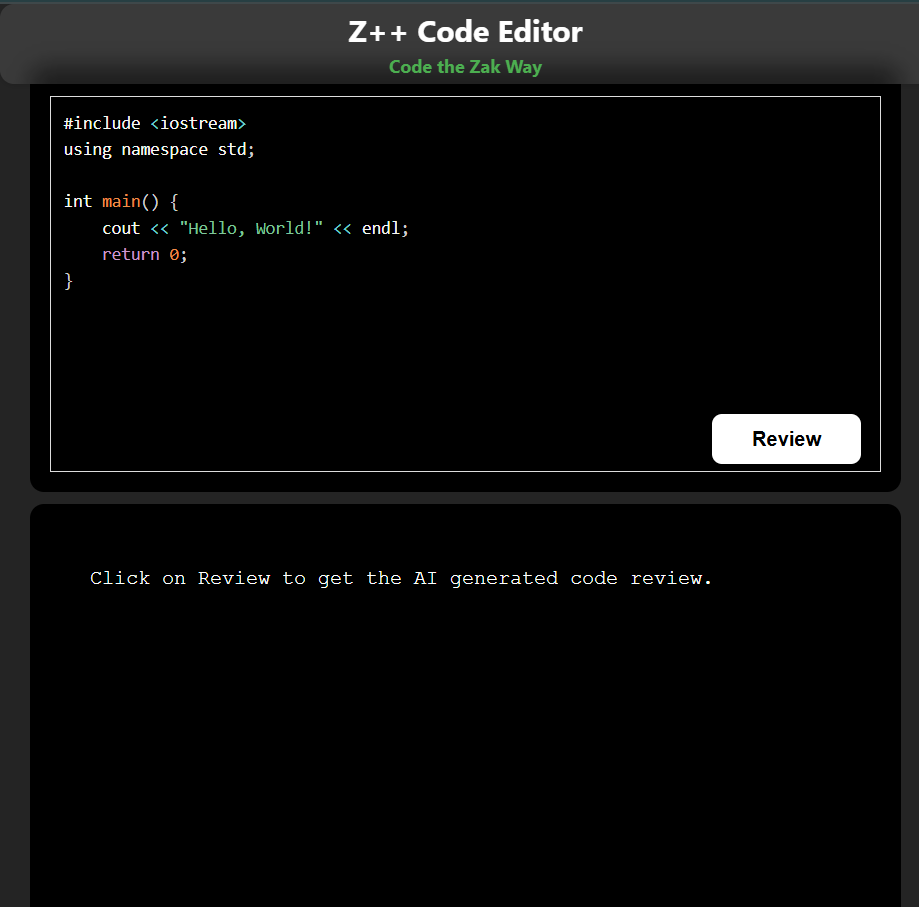 Z++ Code Editor
Code the Zak Way
#include <iostream>
using namespace std;

int main() {
    cout << "Hello, World!" << endl;
    return 0;
}
Review
Click on Review to get the AI generated code review.